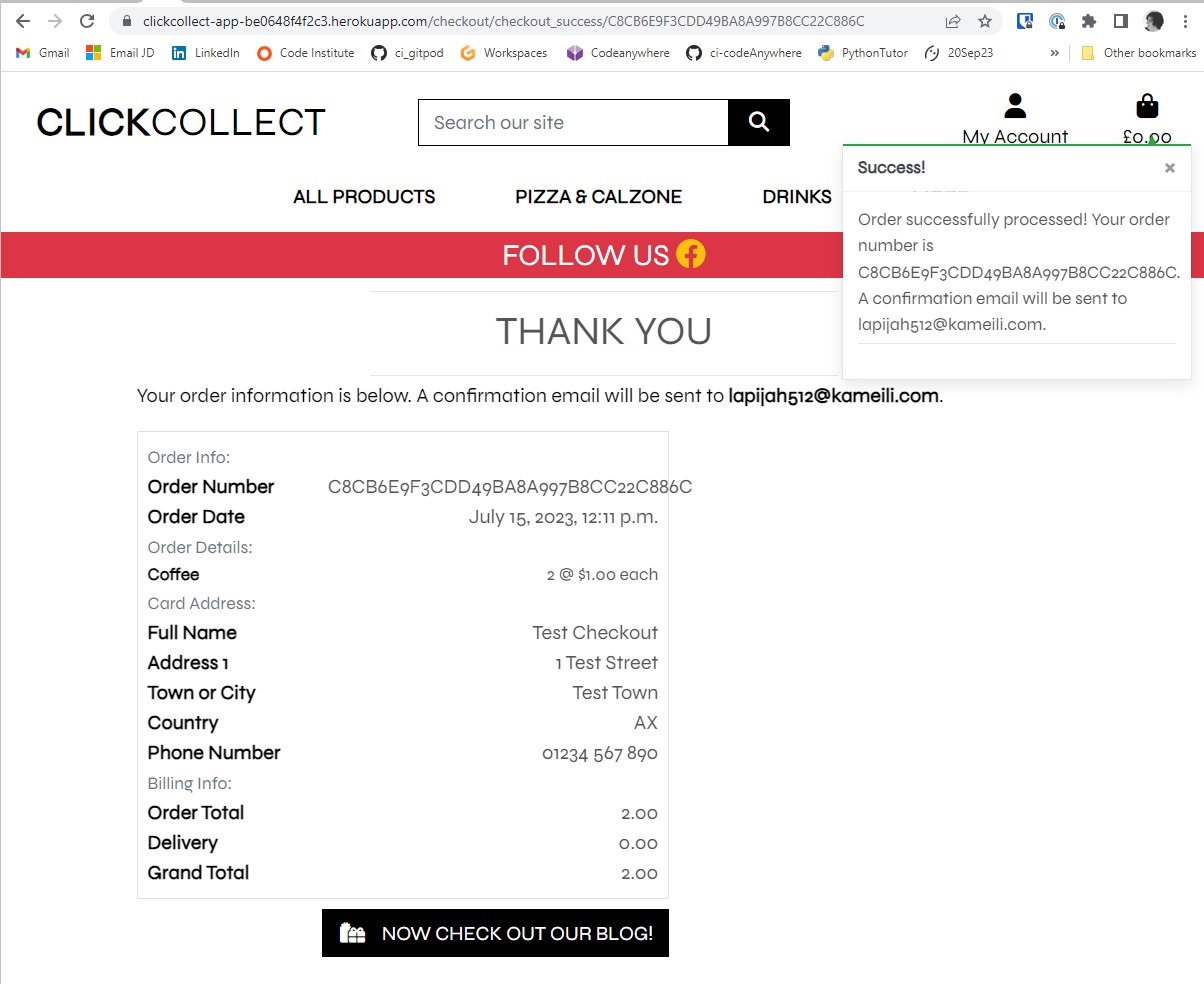 clickcollect-app-be0648f4f2c3.herokuapp.com/checkout/checkout_success/C8CB6E9F3CDD49BA8A997B8CC22C886C
Gmail Email JD LinkedIn Code Institute ci_gitpod Workspaces Codeanywhere ci-codeAnywhere PythonTutor 20Sep23 » Other bookmarks
CLICKCOLLECT
Search our site
My Account
£0.00
ALL PRODUCTS PIZZA & CALZONE DRINKS
FOLLOW US
Success! ×
Order successfully processed! Your order
number is
C8CB6E9F3CDD49BA8A997B8CC22C886C.
A confirmation email will be sent to
lapijah512@kameili.com.
THANK YOU
Your order information is below. A confirmation email will be sent to lapijah512@kameili.com.
Order Info:
Order Number C8CB6E9F3CDD49BA8A997B8CC22C886C
Order Date July 15, 2023, 12:11 p.m.
Order Details:
Coffee 2 @ $1.00 each
Card Address:
Full Name Test Checkout
Address 1 1 Test Street
Town or City Test Town
Country AX
Phone Number 01234 567 890
Billing Info:
Order Total 2.00
Delivery 0.00
Grand Total 2.00
NOW CHECK OUT OUR BLOG!